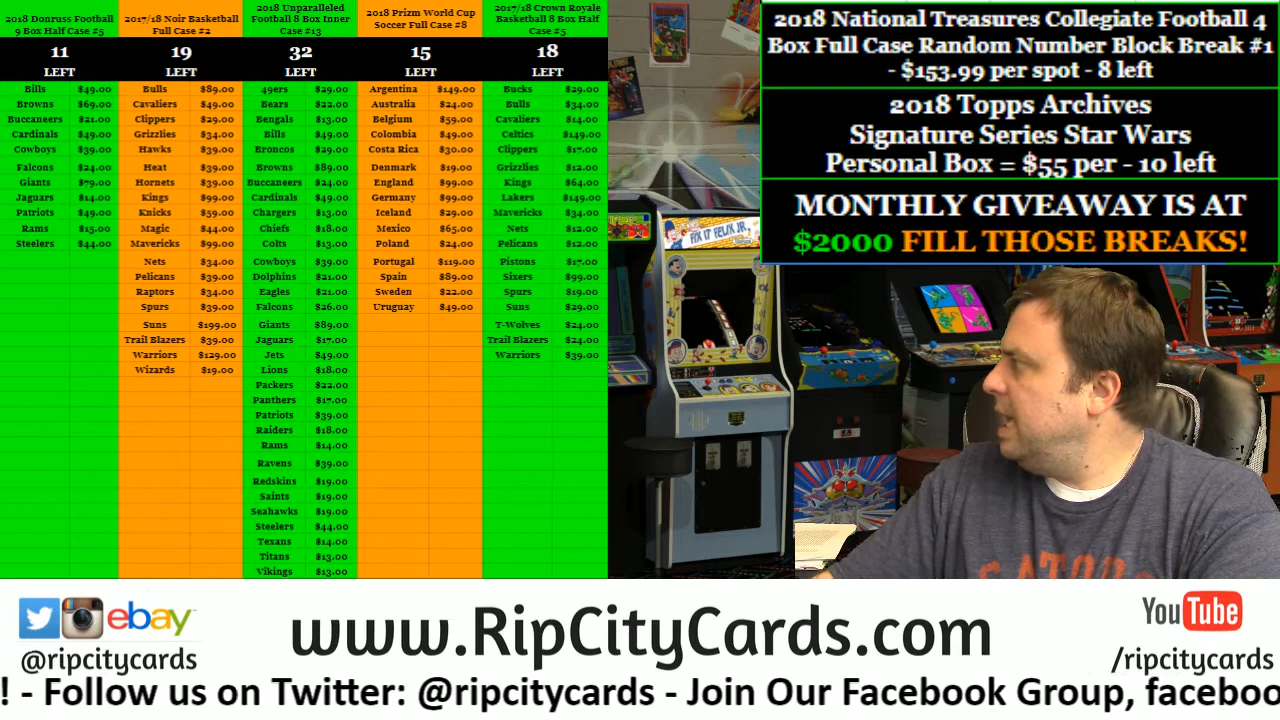 2018 Donruss Football
9 Box Half Case #5
11
LEFT
Bills $49.00
Browns $69.00
Buccaneers $21.00
Cardinals $49.00
Cowboys $39.00
Falcons $24.00
Giants $79.00
Jaguars $14.00
Patriots $49.00
Rams $15.00
Steelers $44.00
2017/18 Noir Basketball
Full Case #2
19
LEFT
Bulls $89.00
Cavaliers $49.00
Clippers $29.00
Grizzlies $34.00
Hawks $39.00
Heat $39.00
Hornets $39.00
Kings $99.00
Knicks $59.00
Magic $44.00
Mavericks $99.00
Nets $34.00
Pelicans $39.00
Raptors $34.00
Spurs $39.00
Suns $199.00
Trail Blazers $39.00
Warriors $129.00
Wizards $19.00
2018 Unparalleled
Football 8 Box Inner
Case #13
32
LEFT
49ers $29.00
Bears $22.00
Bengals $13.00
Bills $49.00
Broncos $29.00
Browns $89.00
Buccaneers $24.00
Cardinals $49.00
Chargers $13.00
Chiefs $18.00
Colts $13.00
Cowboys $39.00
Dolphins $21.00
Eagles $21.00
Falcons $26.00
Giants $89.00
Jaguars $17.00
Jets $49.00
Lions $18.00
Packers $22.00
Panthers $17.00
Patriots $39.00
Raiders $18.00
Rams $14.00
Ravens $39.00
Redskins $19.00
Saints $19.00
Seahawks $19.00
Steelers $44.00
Texans $14.00
Titans $13.00
Vikings $13.00
2018 Prizm World Cup
Soccer Full Case #8
15
LEFT
Argentina $149.00
Australia $24.00
Belgium $59.00
Colombia $49.00
Costa Rica $30.00
Denmark $19.00
England $99.00
Germany $99.00
Iceland $29.00
Mexico $65.00
Poland $24.00
Portugal $119.00
Spain $89.00
Sweden $22.00
Uruguay $49.00
2017/18 Crown Royale
Basketball 8 Box Half
Case #5
18
LEFT
Bucks $29.00
Bulls $34.00
Cavaliers $14.00
Celtics $149.00
Clippers $17.00
Grizzlies $12.00
Kings $64.00
Lakers $149.00
Mavericks $34.00
Nets $12.00
Pelicans $12.00
Pistons $17.00
Sixers $99.00
Spurs $19.00
Suns $29.00
T-Wolves $24.00
Trail Blazers $24.00
Warriors $39.00
2018 National Treasures Collegiate Football 4
Box Full Case Random Number Block Break #1
- $153.99 per spot - 8 left
2018 Topps Archives
Signature Series Star Wars
Personal Box = $55 per - 10 left
MONTHLY GIVEAWAY IS AT
$2000 FILL THOSE BREAKS!
FIX IT FELIX JR.
ebay
@ripcitycards
www.RipCityCards.com
YouTube
/ripcitycards
! - Follow us on Twitter: @ripcitycards - Join Our Facebook Group, faceboo